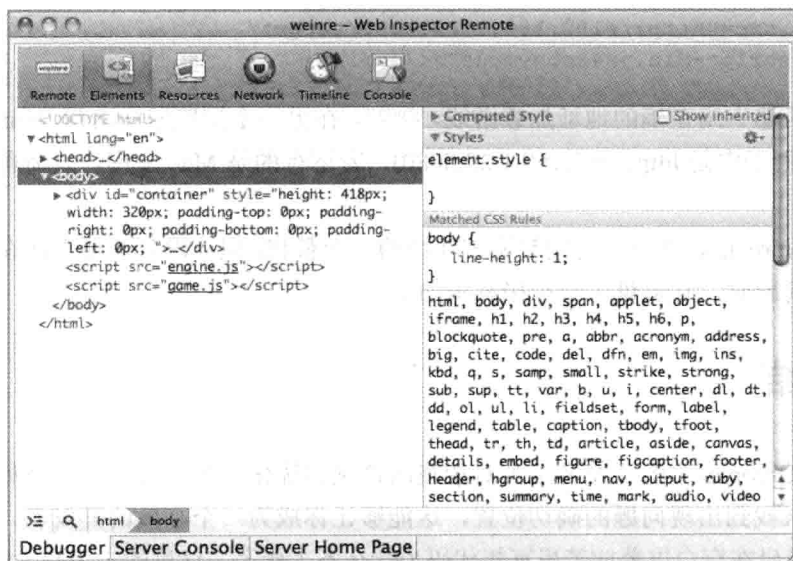 weinre – Web Inspector Remote
weinre
Remote Elements Resources Network Timeline Console
<!DOCTYPE html>
▼<html lang="en">
▶<head>…</head>
▼<body>
▶<div id="container" style="height: 418px;
width: 320px; padding-top: 0px; padding-
right: 0px; padding-bottom: 0px; padding-
left: 0px; ">…</div>
<script src="engine.js"></script>
<script src="game.js"></script>
</body>
</html>
▶ Computed Style Show inherited
▼ Styles
element.style {
}
Matched CSS Rules
body {
line-height: 1;
}
html, body, div, span, applet, object,
iframe, h1, h2, h3, h4, h5, h6, p,
blockquote, pre, a, abbr, acronym, address,
big, cite, code, del, dfn, em, img, ins,
kbd, q, s, samp, small, strike, strong,
sub, sup, tt, var, b, u, i, center, dl, dt,
dd, ol, ul, li, fieldset, form, label,
legend, table, caption, tbody, tfoot,
thead, tr, th, td, article, aside, canvas,
details, embed, figure, figcaption, footer,
header, hgroup, menu, nav, output, ruby,
section, summary, time, mark, audio, video
html body
Debugger Server Console Server Home Page